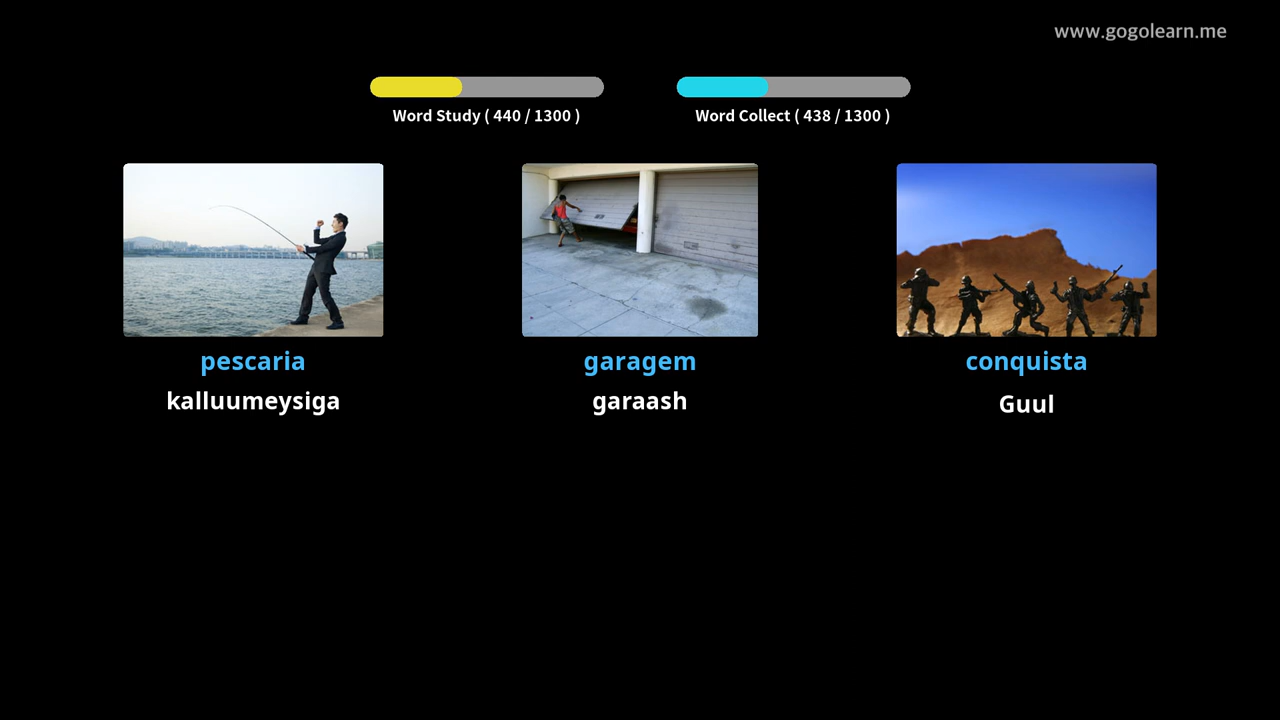 www.gogolearn.me
Word Study ( 440 / 1300 )
Word Collect ( 438 / 1300 )
pescaria
garagem
conquista
kalluumeysiga
garaash
Guul